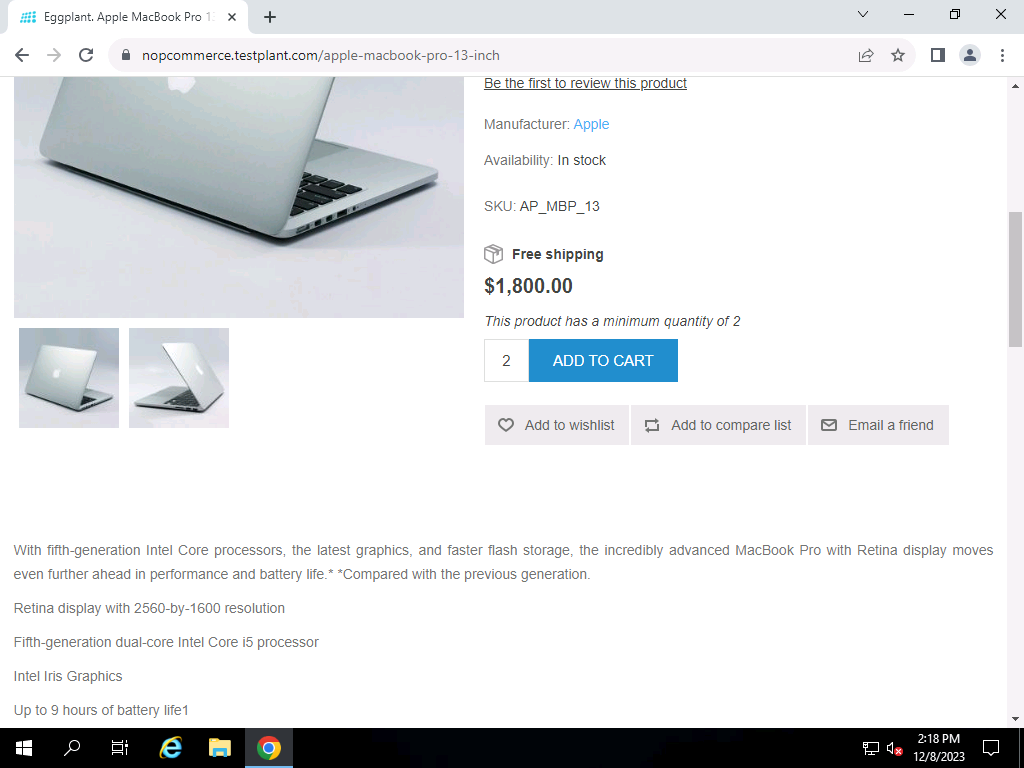 Eggplant. Apple MacBook Pro 1
nopcommerce.testplant.com/apple-macbook-pro-13-inch
Be the first to review this product
Manufacturer: Apple
Availability: In stock
SKU: AP_MBP_13
Free shipping
$1,800.00
This product has a minimum quantity of 2
2 ADD TO CART
Add to wishlist Add to compare list Email a friend
With fifth-generation Intel Core processors, the latest graphics, and faster flash storage, the incredibly advanced MacBook Pro with Retina display moves
even further ahead in performance and battery life.* *Compared with the previous generation.
Retina display with 2560-by-1600 resolution
Fifth-generation dual-core Intel Core i5 processor
Intel Iris Graphics
Up to 9 hours of battery life1
2:18 PM
12/8/2023